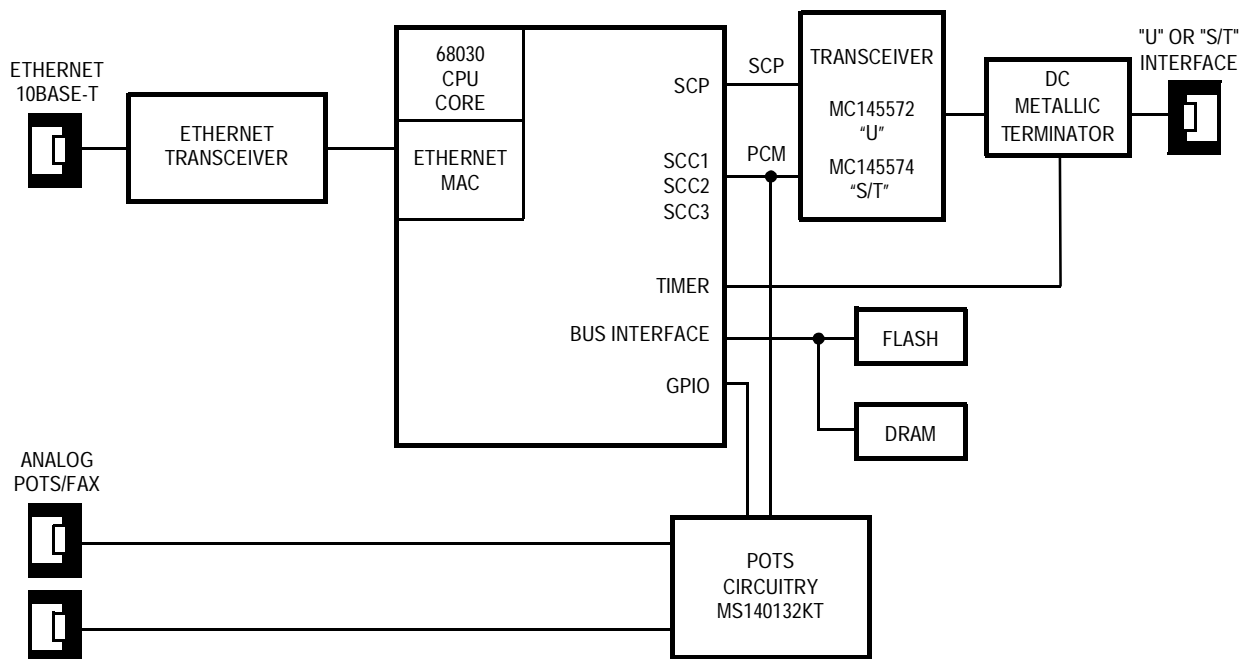 ETHERNET
10BASE-T
ETHERNET
TRANSCEIVER
68030
CPU
CORE
ETHERNET
MAC
SCP
SCC1
SCC2
SCC3
TIMER
BUS INTERFACE
GPIO
SCP
PCM
TRANSCEIVER
MC145572
“U”
MC145574
“S/T”
DC
METALLIC
TERMINATOR
"U" OR "S/T"
INTERFACE
FLASH
DRAM
ANALOG
POTS/FAX
POTS
CIRCUITRY
MS140132KT